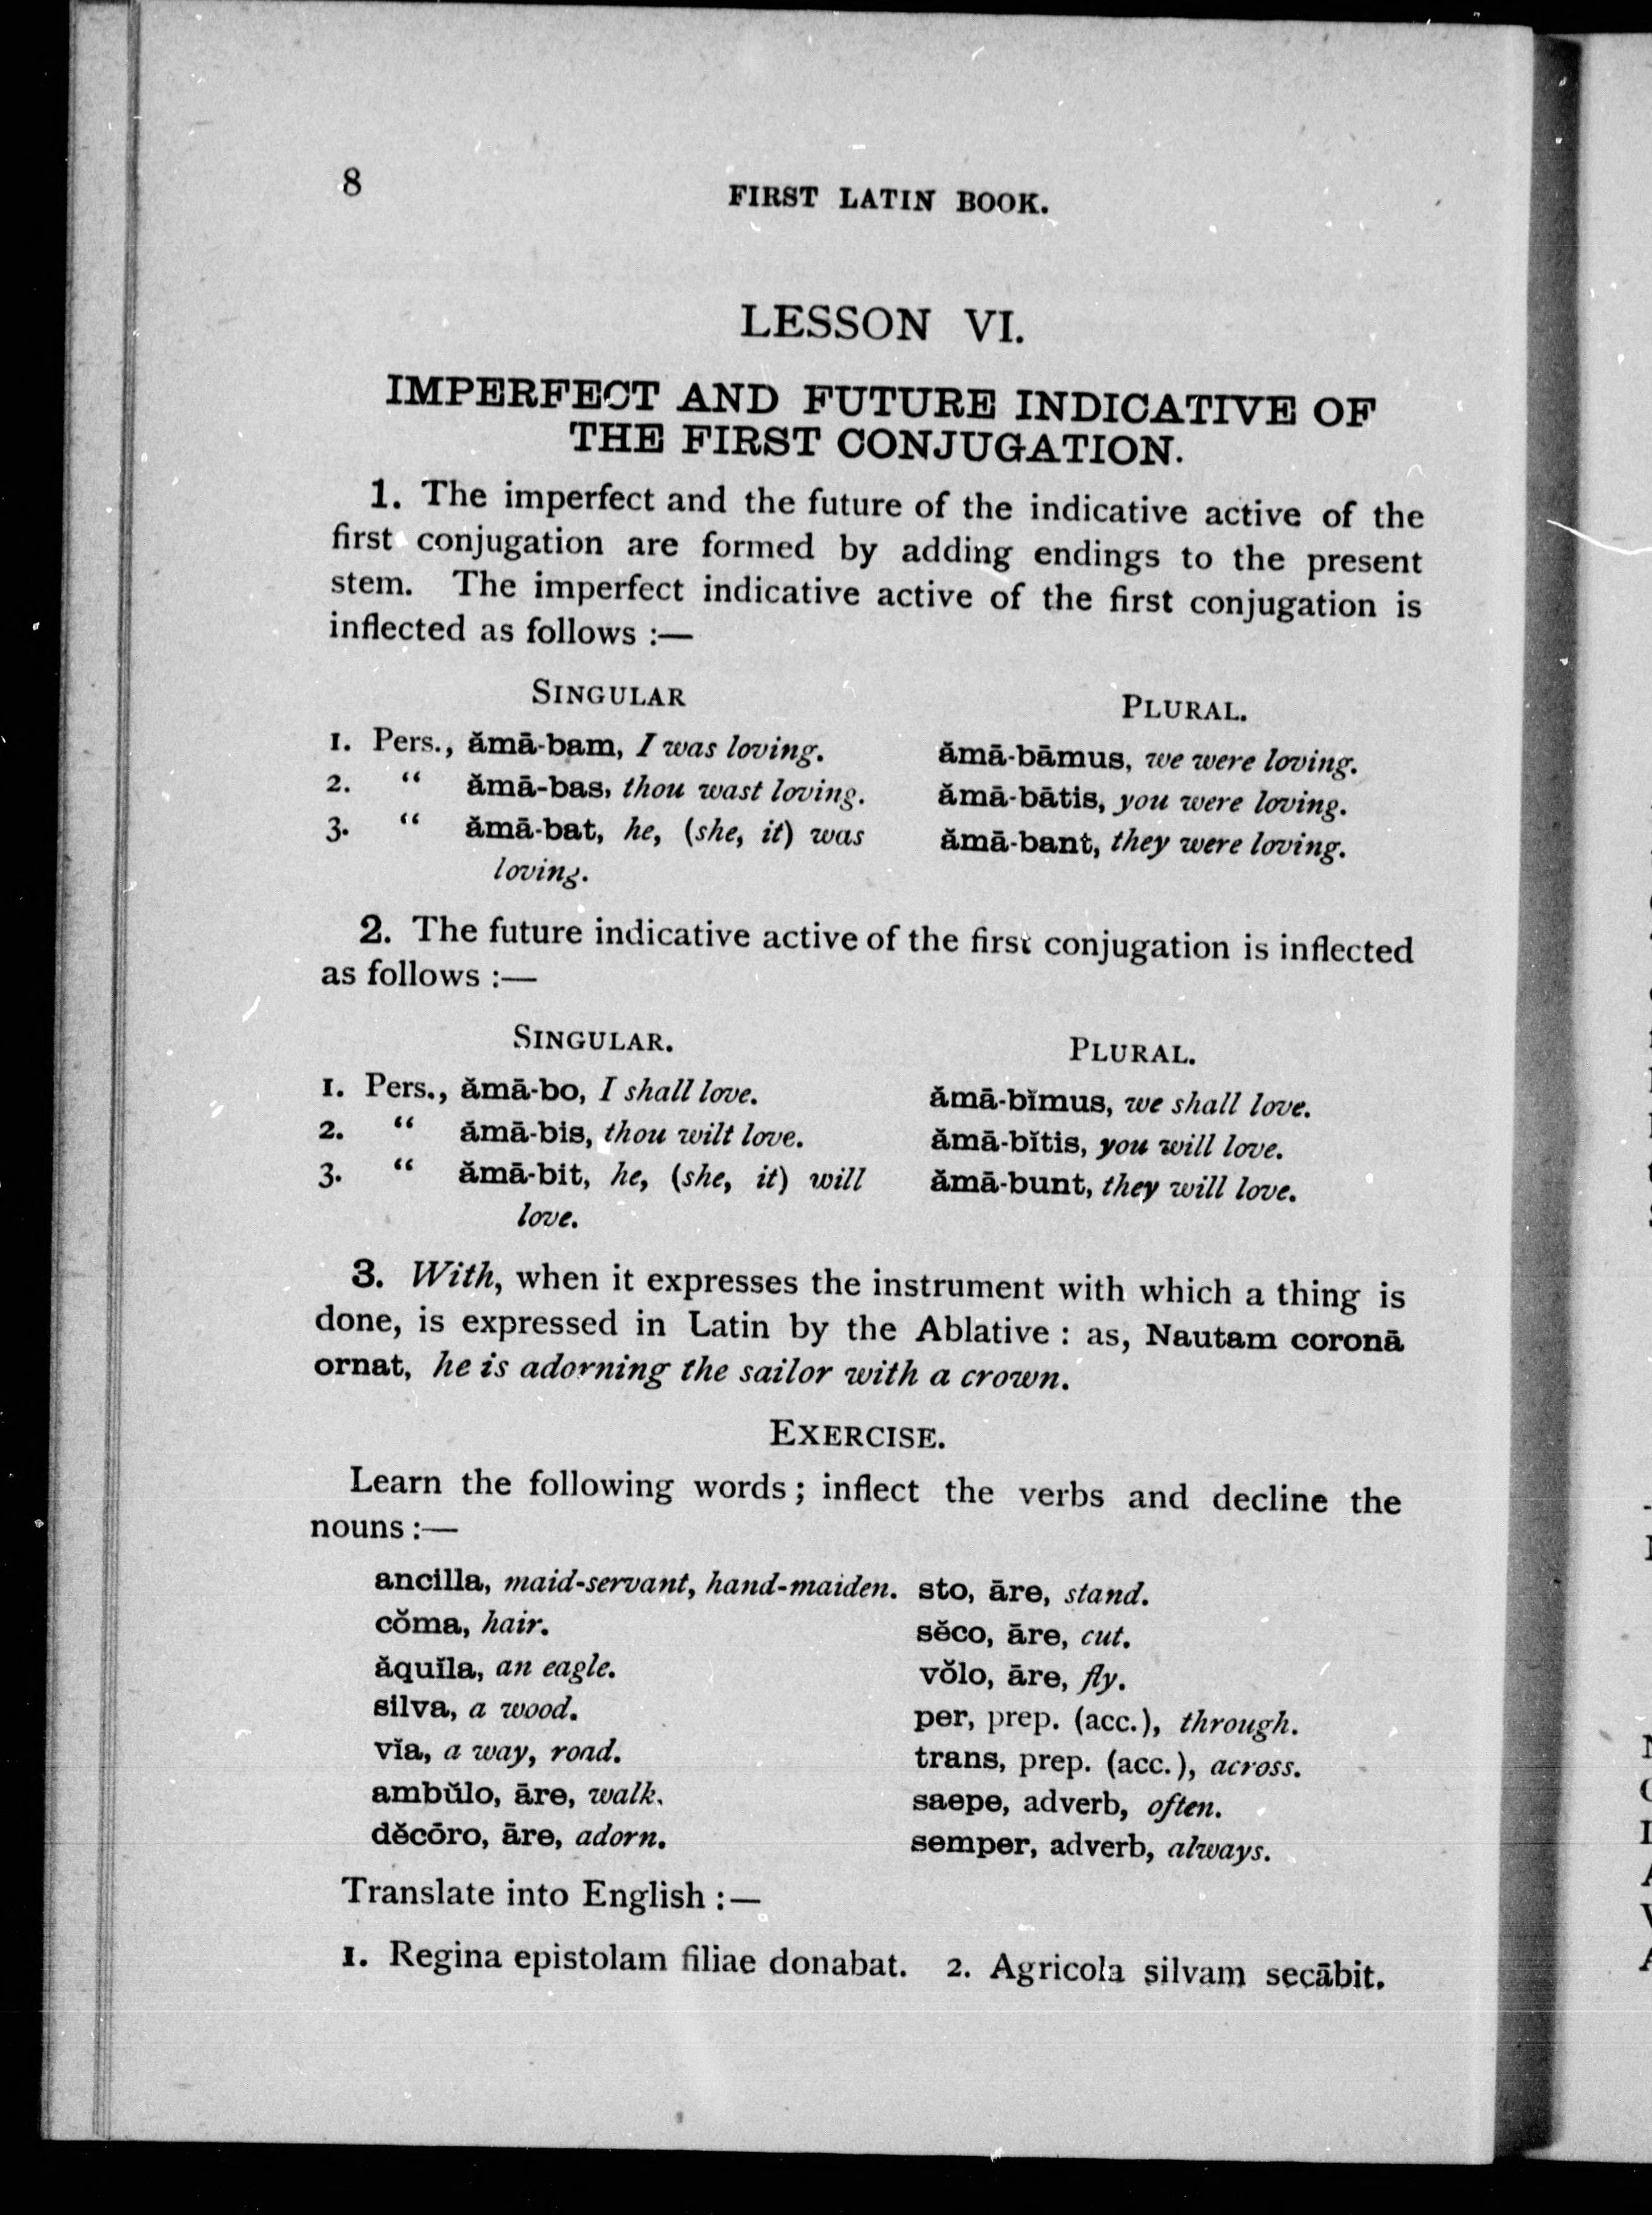 8
FIRST LATIN BOOK.
LESSON VI.
IMPERFECT AND FUTURE INDICATIVE OF
THE FIRST CONJUGATION.
1. The imperfect and the future of the indicative active of the
first conjugation are formed by adding endings to the present
stem. The imperfect indicative active of the first conjugation is
inflected as follows :—
SINGULAR PLURAL.
1. Pers., ămā-bam, I was loving. ămā-bāmus, we were loving.
2. “ ămā-bas, thou wast loving. ămā-bātis, you were loving.
3. “ ămā-bat, he, (she, it) was ămā-bant, they were loving.
loving.
2. The future indicative active of the first conjugation is inflected
as follows :—
SINGULAR. PLURAL.
1. Pers., ămā-bo, I shall love. ămā-bĭmus, we shall love.
2. “ ămā-bis, thou wilt love. ămā-bĭtis, you will love.
3. “ ămā-bit, he, (she, it) will ămā-bunt, they will love.
love.
3. With, when it expresses the instrument with which a thing is
done, is expressed in Latin by the Ablative : as, Nautam coronā
ornat, he is adorning the sailor with a crown.
EXERCISE.
Learn the following words ; inflect the verbs and decline the
nouns :—
ancilla, maid-servant, hand-maiden. sto, āre, stand.
cŏma, hair. sĕco, āre, cut.
ăquĭla, an eagle. vŏlo, āre, fly.
silva, a wood. per, prep. (acc.), through.
vĭa, a way, road. trans, prep. (acc.), across.
ambŭlo, āre, walk. saepe, adverb, often.
dĕcŏro, āre, adorn. semper, adverb, always.
Translate into English :—
1. Regina epistolam filiae donabat. 2. Agricola silvam secābit.